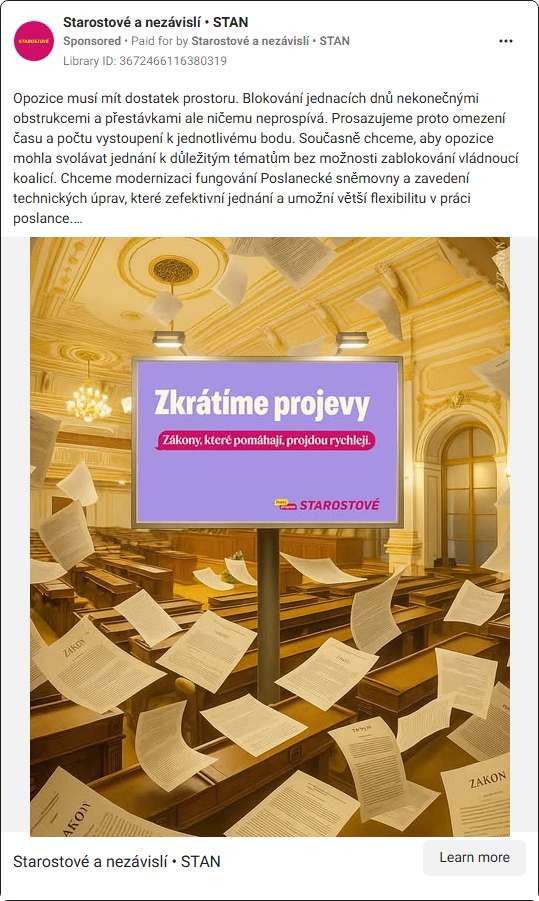 Starostové a nezávislí • STAN
Sponsored • Paid for by Starostové a nezávislí • STAN
Library ID: 3672466116380319
Opozice musí mít dostatek prostoru. Blokování jednacích dnů nekonečnými
obstrukcemi a přestávkami ale ničemu neprospívá. Prosazujeme proto omezení
času a počtu vystoupení k jednotlivému bodu. Současně chceme, aby opozice
mohla svolávat jednání k důležitým tématům bez možnosti zablokování vládnoucí
koalicí. Chceme modernizaci fungování Poslanecké sněmovny a zavedení
technických úprav, které zefektivní jednání a umožní větší flexibilitu v práci
poslance.…
STAROSTOVÉ
Z/Z: STAN
Zkrátíme projevy
Zákony, které pomáhají, projdou rychleji.
STAROSTOVÉ
ZÁKON
ZAKON
ZÁKON
Starostové a nezávislí • STAN
Learn more